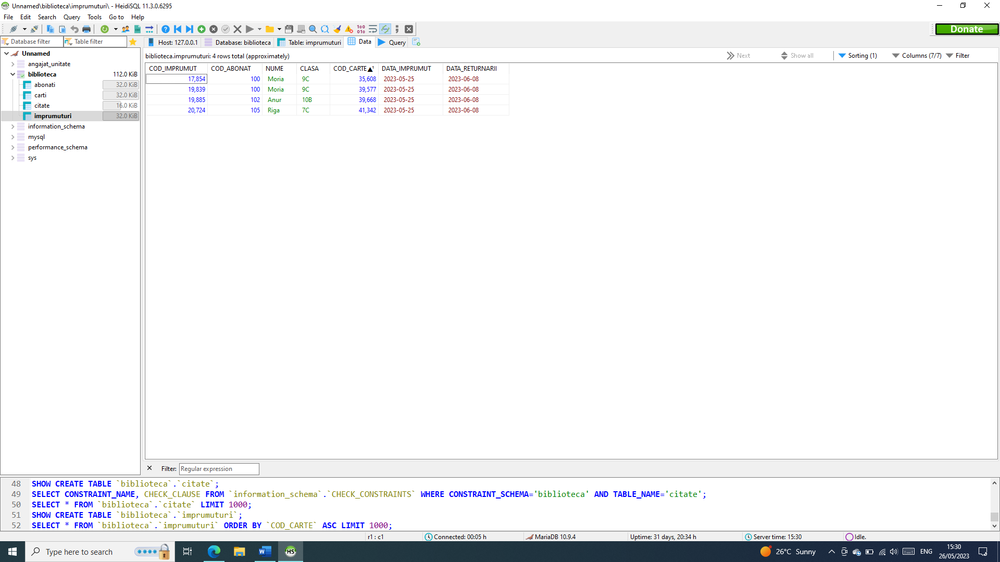 Unnamed\biblioteca\imprumuturi\ - HeidiSQL 11.3.0.6295
File Edit Search Query Tools Go to Help
Donate
Database filter Table filter
Host: 127.0.0.1 Database: biblioteca Table: imprumuturi Data Query
biblioteca.imprumuturi: 4 rows total (approximately) Next Show all Sorting (1) Columns (7/7) Filter
Unnamed
angajat_unitate
biblioteca 112.0 KiB
abonati 32.0 KiB
carti 32.0 KiB
citate 16.0 KiB
imprumuturi 32.0 KiB
information_schema
mysql
performance_schema
sys
COD_IMPRUMUT COD_ABONAT NUME CLASA COD_CARTE 1 DATA_IMPRUMUT DATA_RETURNARII
17,854 100 Moria 9C 35,608 2023-05-25 2023-06-08
19,839 100 Moria 9C 39,577 2023-05-25 2023-06-08
19,885 102 Anur 10B 39,668 2023-05-25 2023-06-08
20,724 105 Riga 7C 41,342 2023-05-25 2023-06-08
Filter: Regular expression
48 SHOW CREATE TABLE `biblioteca`.`citate`;
49 SELECT CONSTRAINT_NAME, CHECK_CLAUSE FROM `information_schema`.`CHECK_CONSTRAINTS` WHERE CONSTRAINT_SCHEMA='biblioteca' AND TABLE_NAME='citate';
50 SELECT * FROM `biblioteca`.`citate` LIMIT 1000;
51 SHOW CREATE TABLE `biblioteca`.`imprumuturi`;
52 SELECT * FROM `biblioteca`.`imprumuturi` ORDER BY `COD_CARTE` ASC LIMIT 1000;
r1 : c1 Connected: 00:05 h MariaDB 10.9.4 Uptime: 31 days, 20:34 h Server time: 15:30 Idle.
Type here to search
26°C Sunny ENG
15:30
26/05/2023